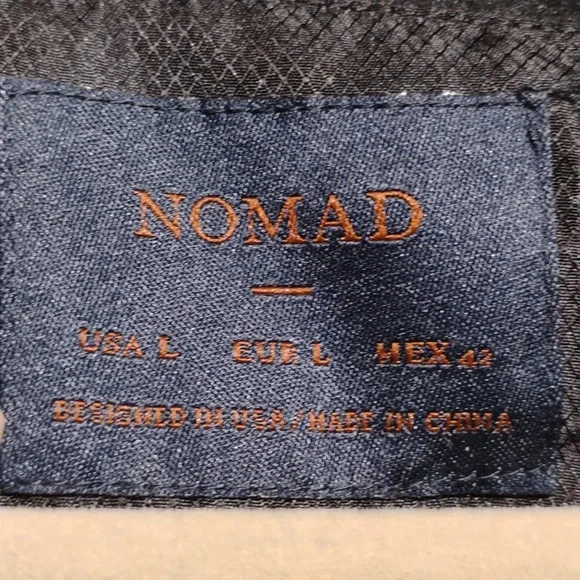 NOMAD
USA L EUR L MEX 42
DESIGNED IN USA/MADE IN CHINA